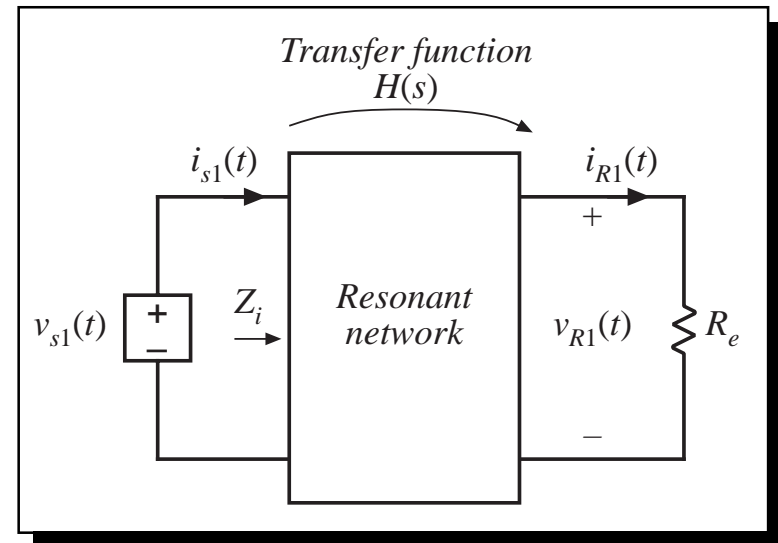 Transfer function
H(s)
i_{s1}(t)
i_{R1}(t)
+
v_{s1}(t)
+
–
Z_i
Resonant
network
v_{R1}(t)
R_e
–